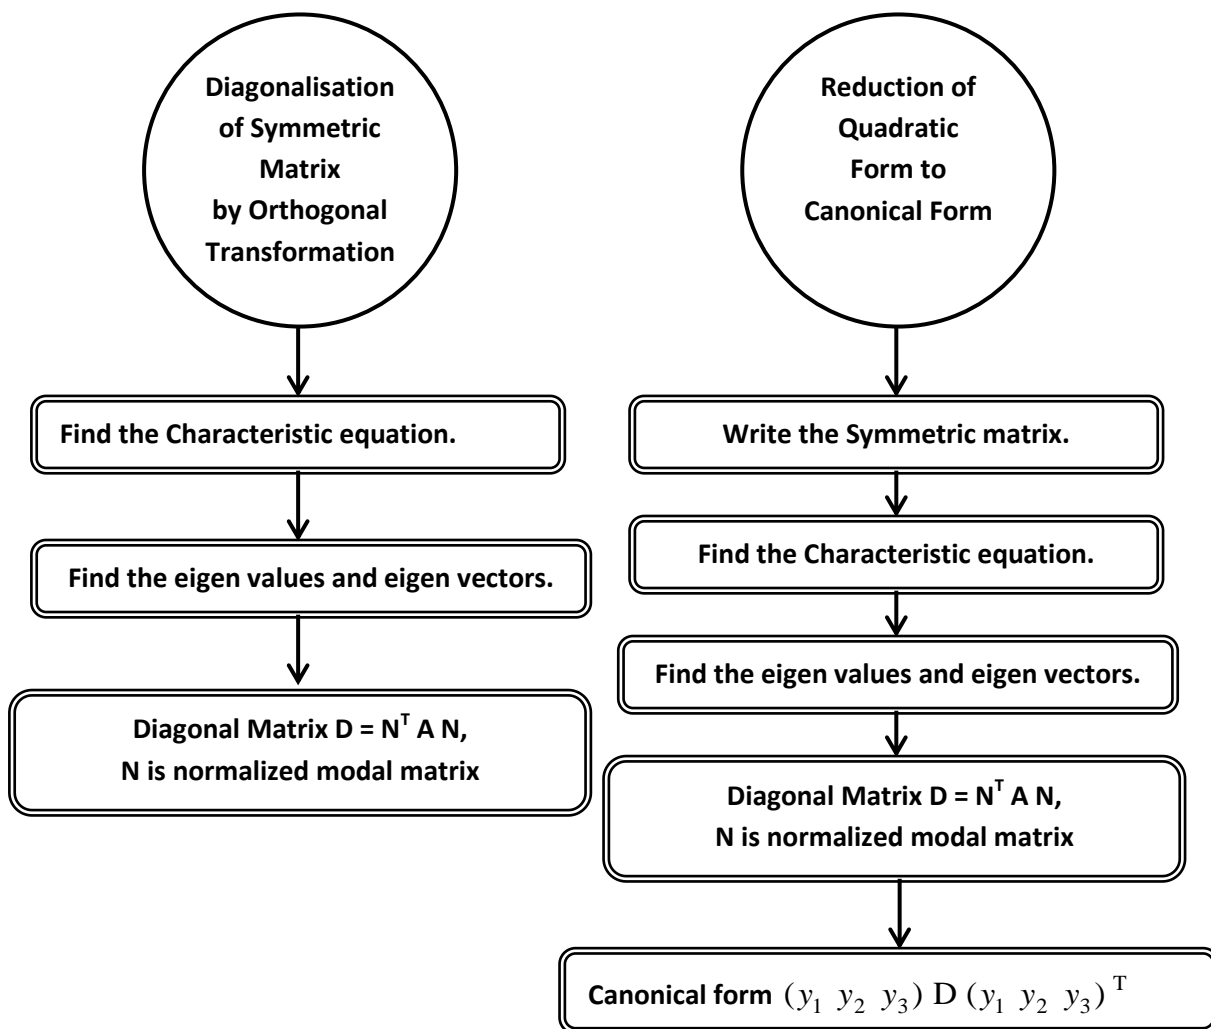 Diagonalisation
of Symmetric
Matrix
by Orthogonal
Transformation
Find the Characteristic equation.
Find the eigen values and eigen vectors.
Diagonal Matrix D = Nᵀ A N,
N is normalized modal matrix
Reduction of
Quadratic
Form to
Canonical Form
Write the Symmetric matrix.
Find the Characteristic equation.
Find the eigen values and eigen vectors.
Diagonal Matrix D = Nᵀ A N,
N is normalized modal matrix
Canonical form (y₁ y₂ y₃) D (y₁ y₂ y₃)ᵀ